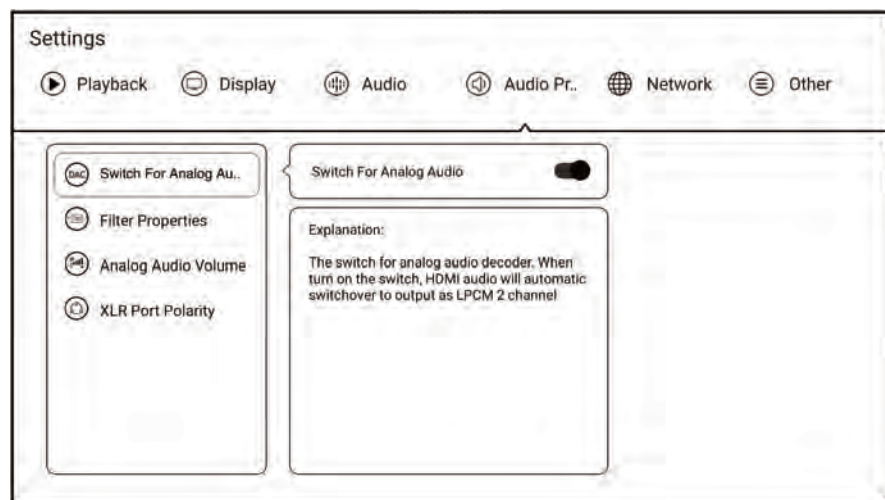 Settings
Playback Display Audio Audio Pr.. Network Other
DAC Switch For Analog Au..
Filter Properties
Analog Audio Volume
XLR Port Polarity
Switch For Analog Audio
Explanation:
The switch for analog audio decoder. When
turn on the switch, HDMI audio will automatic
switchover to output as LPCM 2 channel